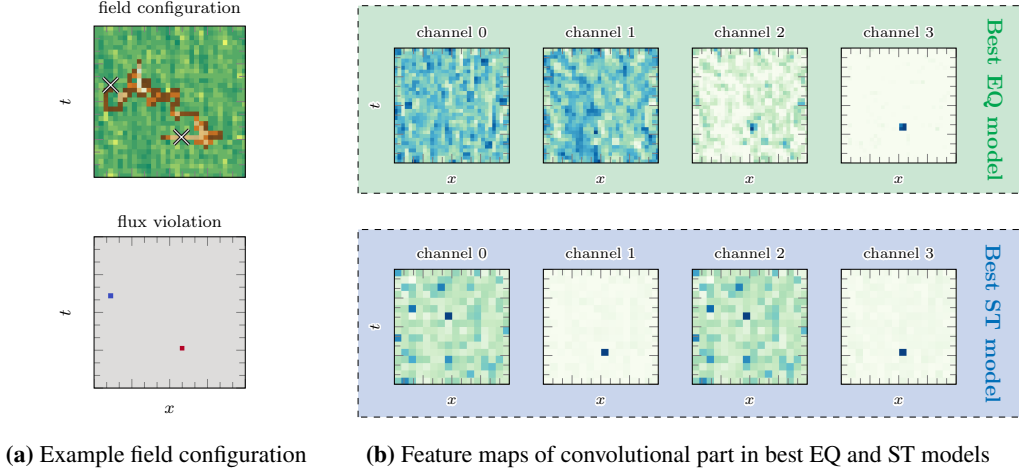 field configuration
t
flux violation
t
x
(a) Example field configuration
channel 0
channel 1
channel 2
channel 3
t
x
x
x
x
Best EQ model
channel 0
channel 1
channel 2
channel 3
t
x
x
x
x
Best ST model
(b) Feature maps of convolutional part in best EQ and ST models